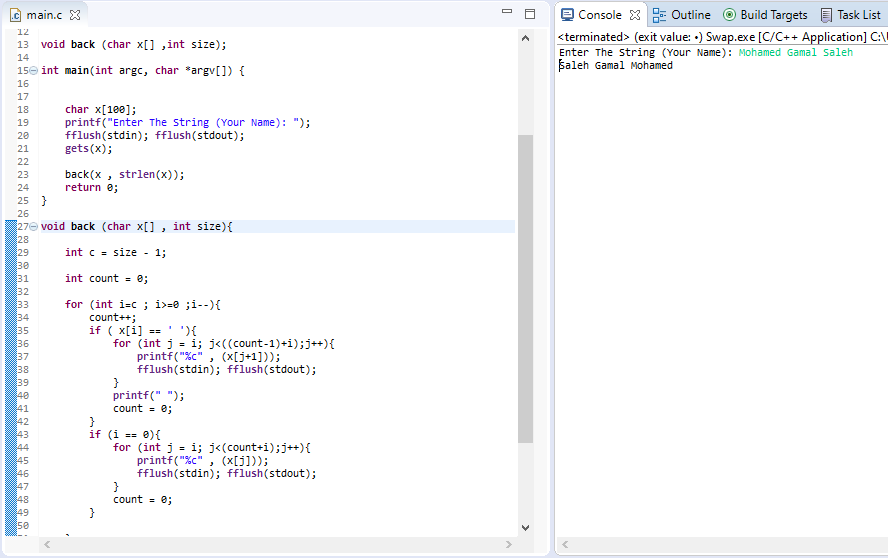 main.c
Console Outline Build Targets Task List
12
13 void back (char x[] ,int size);
14
15 int main(int argc, char *argv[]) {
16
17
18 char x[100];
19 printf("Enter The String (Your Name): ");
20 fflush(stdin); fflush(stdout);
21 gets(x);
22
23 back(x , strlen(x));
24 return 0;
25 }
26
27 void back (char x[] , int size){
28
29 int c = size - 1;
30
31 int count = 0;
32
33 for (int i=c ; i>=0 ;i--){
34 count++;
35 if ( x[i] == ' '){
36 for (int j = i; j<((count-1)+i);j++){
37 printf("%c" , (x[j+1]));
38 fflush(stdin); fflush(stdout);
39 }
40 printf(" ");
41 count = 0;
42 }
43 if (i == 0){
44 for (int j = i; j<(count+i);j++){
45 printf("%c" , (x[j]));
46 fflush(stdin); fflush(stdout);
47 }
48 count = 0;
49 }
50
<terminated> (exit value: •) Swap.exe [C/C++ Application] C:\
Enter The String (Your Name): Mohamed Gamal Saleh
Saleh Gamal Mohamed